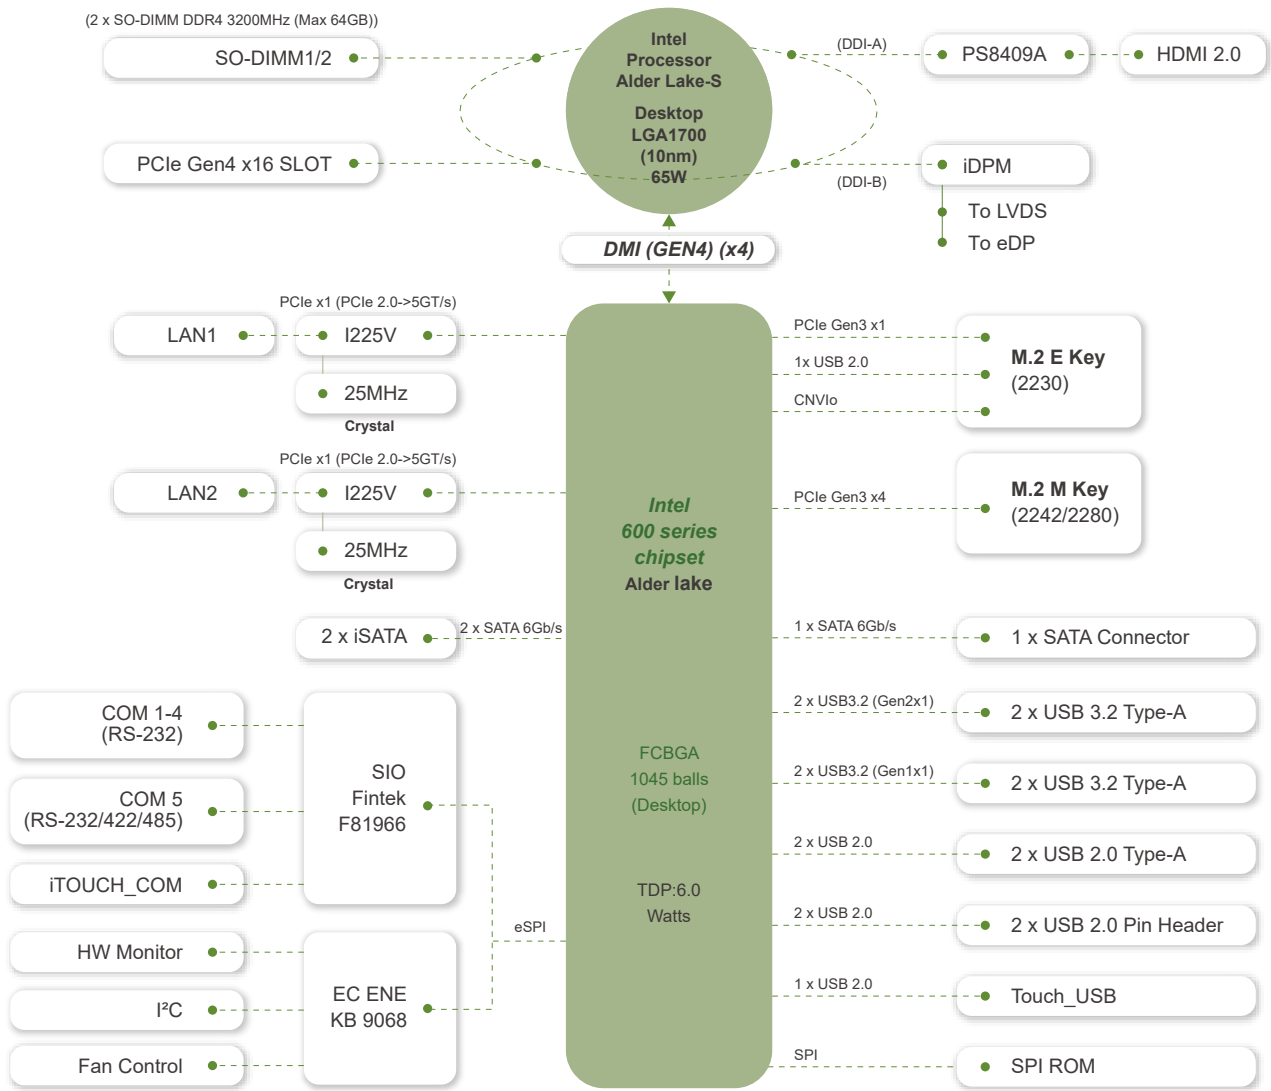 (2 x SO-DIMM DDR4 3200MHz (Max 64GB))
SO-DIMM1/2
PCIe Gen4 x16 SLOT
Intel
Processor
Alder Lake-S
Desktop
LGA1700
(10nm)
65W
(DDI-A)
PS8409A
HDMI 2.0
(DDI-B)
iDPM
To LVDS
To eDP
DMI (GEN4) (x4)
PCIe x1 (PCIe 2.0->5GT/s)
LAN1
I225V
25MHz
Crystal
PCIe x1 (PCIe 2.0->5GT/s)
LAN2
I225V
25MHz
Crystal
2 x iSATA
2 x SATA 6Gb/s
COM 1-4
(RS-232)
COM 5
(RS-232/422/485)
iTOUCH_COM
SIO
Fintek
F81966
HW Monitor
I²C
Fan Control
EC ENE
KB 9068
eSPI
Intel
600 series
chipset
Alder lake
FCBGA
1045 balls
(Desktop)
TDP:6.0
Watts
PCIe Gen3 x1
1x USB 2.0
CNVIo
M.2 E Key
(2230)
PCIe Gen3 x4
M.2 M Key
(2242/2280)
1 x SATA 6Gb/s
1 x SATA Connector
2 x USB3.2 (Gen2x1)
2 x USB 3.2 Type-A
2 x USB3.2 (Gen1x1)
2 x USB 3.2 Type-A
2 x USB 2.0
2 x USB 2.0 Type-A
2 x USB 2.0
2 x USB 2.0 Pin Header
1 x USB 2.0
Touch_USB
SPI
SPI ROM